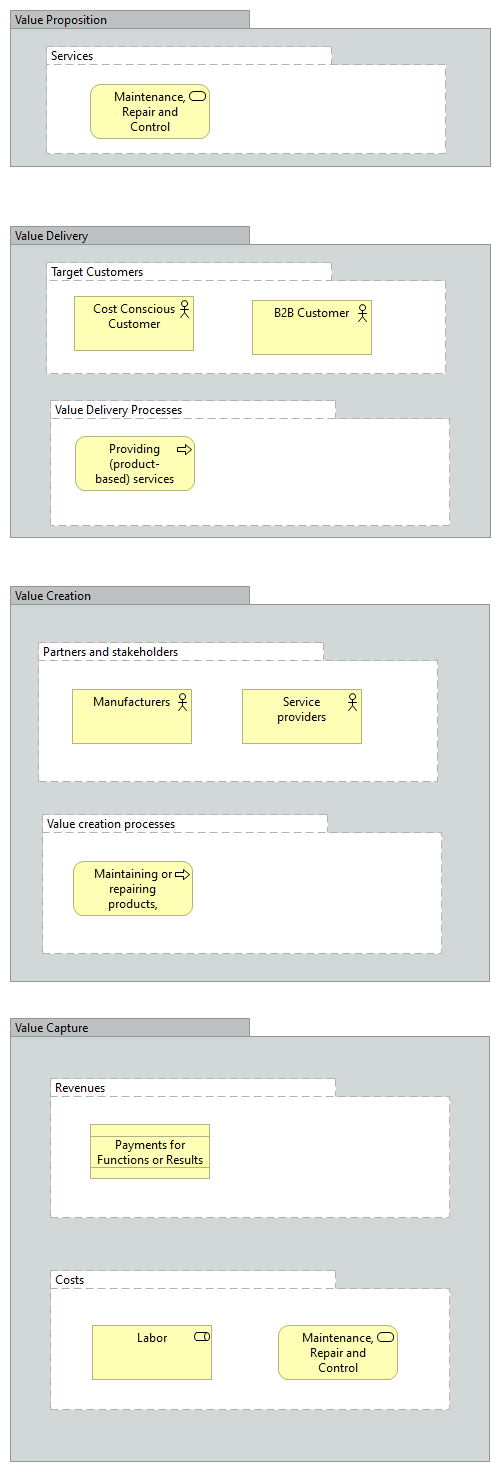 Value Proposition
Services
Maintenance,
Repair and
Control
Value Delivery
Target Customers
Cost Conscious
Customer
B2B Customer
Value Delivery Processes
Providing
(product-
based) services
Value Creation
Partners and stakeholders
Manufacturers
Service
providers
Value creation processes
Maintaining or
repairing
products,
Value Capture
Revenues
Payments for
Functions or Results
Costs
Labor
Maintenance,
Repair and
Control